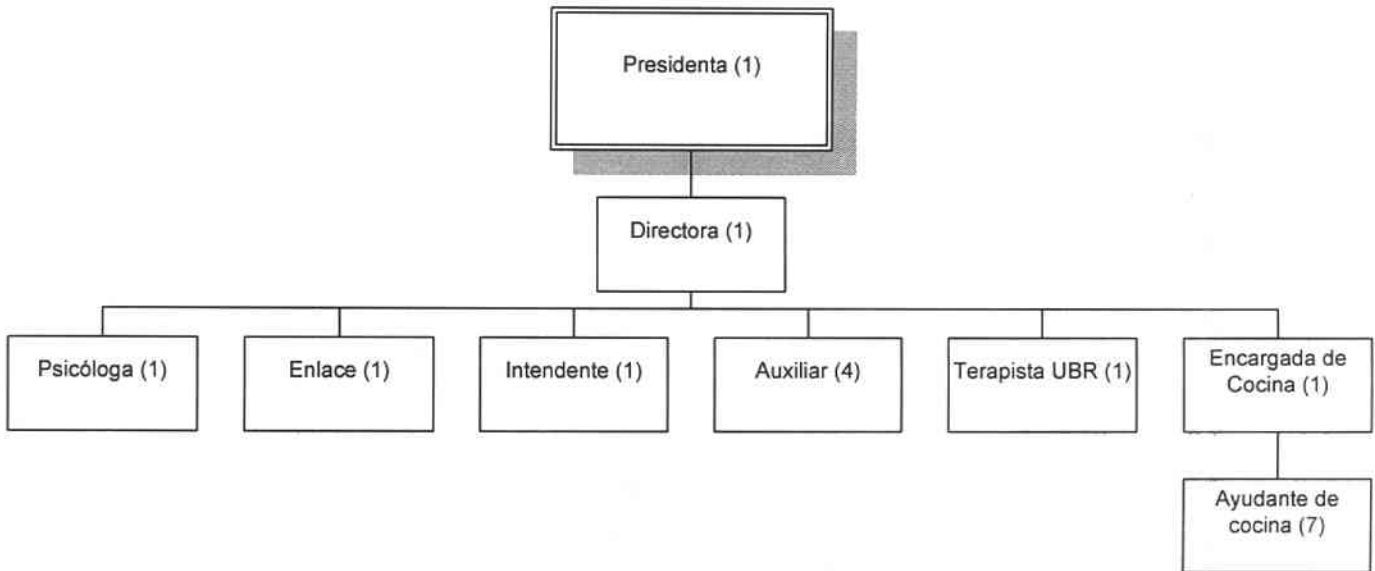 Presidenta (1)
Directora (1)
Psicóloga (1)
Enlace (1)
Intendente (1)
Auxiliar (4)
Terapista UBR (1)
Encargada de
Cocina (1)
Ayudante de
cocina (7)